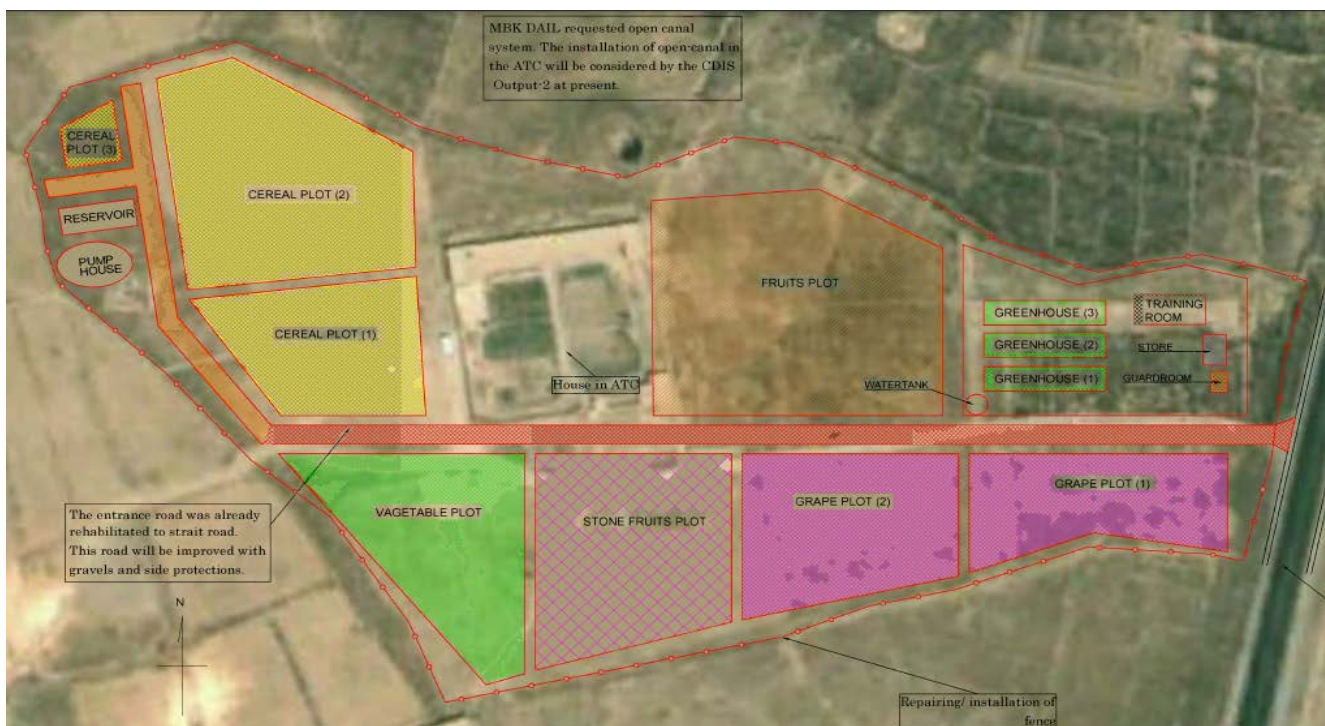 MBK DAIL requested open canal
system. The installation of open-canal in
the ATC will be considered by the CDIS
Output-2 at present.
CEREAL
PLOT (3)
CEREAL PLOT (2)
RESERVOIR
PUMP
HOUSE
CEREAL PLOT (1)
House in ATC
FRUITS PLOT
WATERTANK
GREENHOUSE (3)
GREENHOUSE (2)
GREENHOUSE (1)
TRAINING
ROOM
STORE
GUARDROOM
The entrance road was already
rehabilitated to strait road.
This road will be improved with
gravels and side protections.
VAGETABLE PLOT
STONE FRUITS PLOT
GRAPE PLOT (2)
GRAPE PLOT (1)
N
Repairing/ installation of
fence